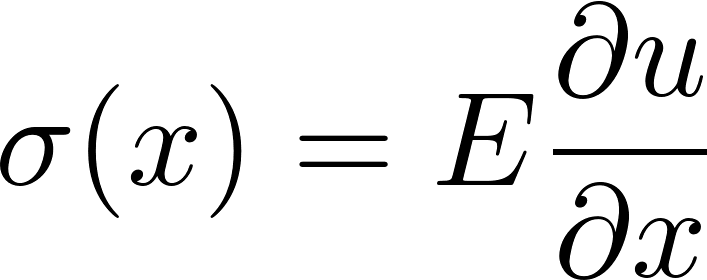 σ(x) = E ∂u/∂x